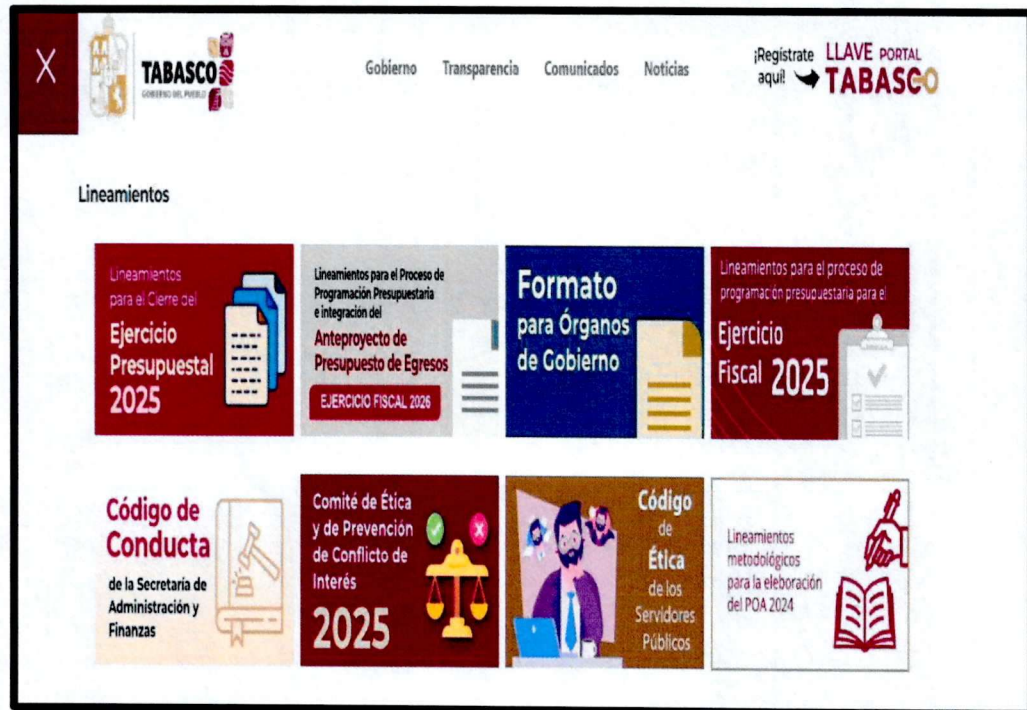 TABASCO
GOBIERNO DEL PUEBLO
Gobierno Transparencia Comunicados Noticias
¡Regístrate
aquí!
LLAVE PORTAL
TABASCO
Lineamientos
Lineamientos
para el Cierre del
Ejercicio
Presupuestal
2025
Lineamientos para el Proceso de
Programación Presupuestaria
e integración del
Anteproyecto de
Presupuesto de Egresos
EJERCICIO FISCAL 2026
Formato
para Órganos
de Gobierno
Lineamientos para el proceso de
programación presupuestaria para el
Ejercicio
Fiscal 2025
Código de
Conducta
de la Secretaría de
Administración y
Finanzas
Comité de Ética
y de Prevención
de Conflicto de
Interés
2025
Código
de
Ética
de los
Servidores
Públicos
Lineamientos
metodológicos
para la eleboración
del POA 2024